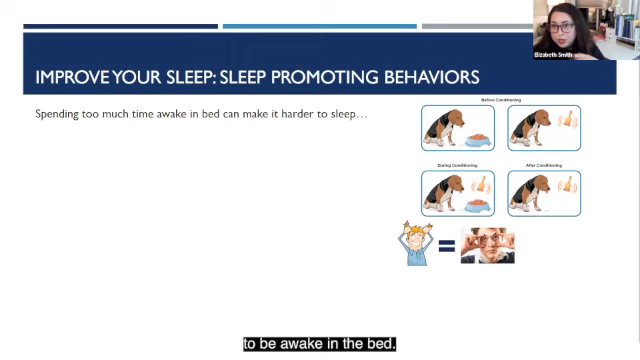 Elizabeth Smith
IMPROVE YOUR SLEEP: SLEEP PROMOTING BEHAVIORS
Spending too much time awake in bed can make it harder to sleep…
Before Conditioning
During Conditioning
After Conditioning
=
to be awake in the bed.